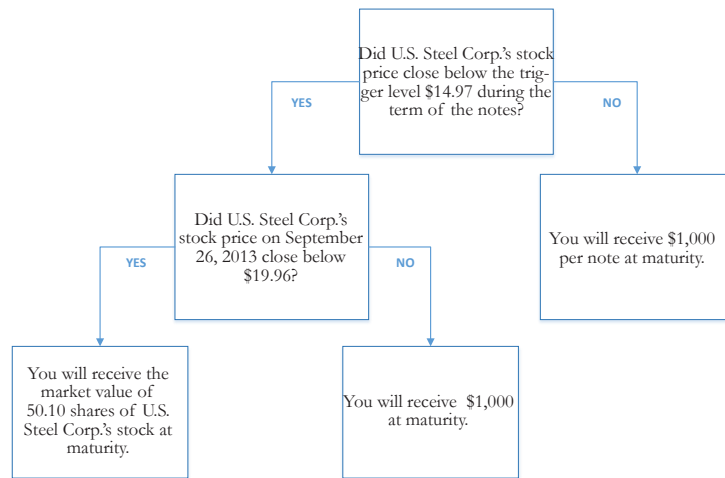 Did U.S. Steel Corp.'s stock
price close below the trig-
ger level $14.97 during the
term of the notes?
YES
NO
Did U.S. Steel Corp.'s
stock price on September
26, 2013 close below
$19.96?
You will receive $1,000
per note at maturity.
YES
NO
You will receive the
market value of
50.10 shares of U.S.
Steel Corp.'s stock at
maturity.
You will receive $1,000
at maturity.